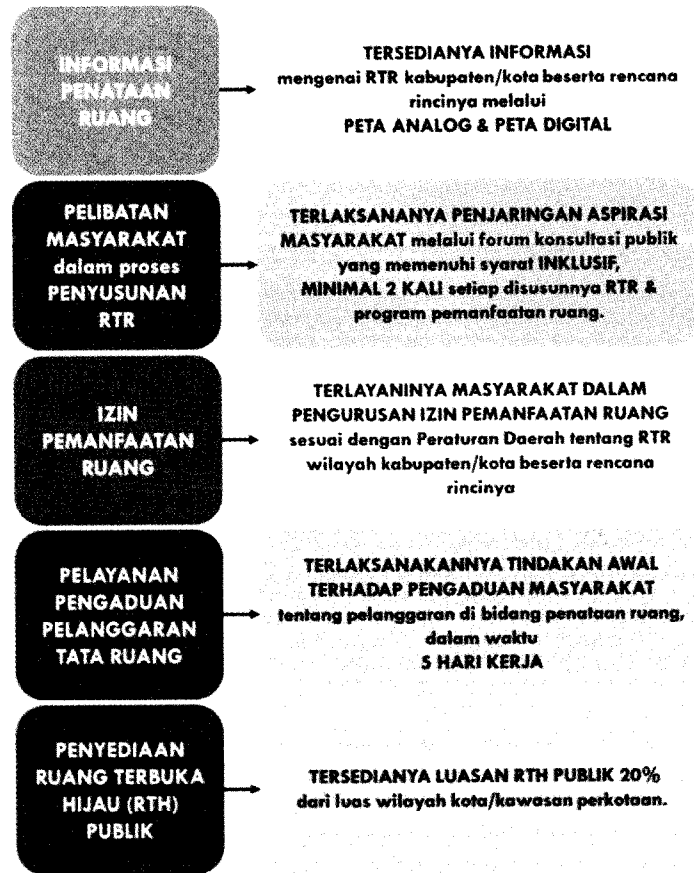 INFORMASI
PENATAAN
RUANG
TERSEDIANYA INFORMASI
mengenai RTR kabupaten/kota beserta rencana
rincinya melalui
PETA ANALOG & PETA DIGITAL
PELIBATAN
MASYARAKAT
dalam proses
PENYUSUNAN
RTR
TERLAKSANANYA PENJARINGAN ASPIRASI
MASYARAKAT melalui forum konsultasi publik
yang memenuhi syarat INKLUSIF,
MINIMAL 2 KALI setiap disusunnya RTR &
program pemanfaatan ruang.
IZIN
PEMANFAATAN
RUANG
TERLAYANINYA MASYARAKAT DALAM
PENGURUSAN IZIN PEMANFAATAN RUANG
sesuai dengan Peraturan Daerah tentang RTR
wilayah kabupaten/kota beserta rencana
rincinya
PELAYANAN
PENGADUAN
PELANGGARAN
TATA RUANG
TERLAKSANAKANNYA TINDAKAN AWAL
TERHADAP PENGADUAN MASYARAKAT
tentang pelanggaran di bidang penataan ruang,
dalam waktu
5 HARI KERJA
PENYEDIAAN
RUANG TERBUKA
HIJAU (RTH)
PUBLIK
TERSEDIANYA LUASAN RTH PUBLIK 20%
dari luas wilayah kota/kawasan perkotaan.